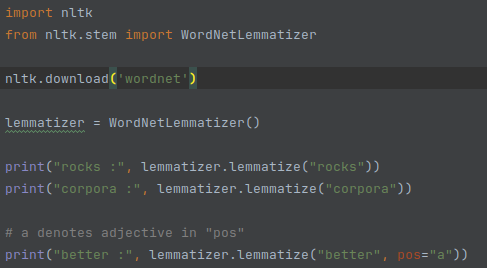 import nltk
from nltk.stem import WordNetLemmatizer
nltk.download('wordnet')
lemmatizer = WordNetLemmatizer()
print("rocks :", lemmatizer.lemmatize("rocks"))
print("corpora :", lemmatizer.lemmatize("corpora"))
# a denotes adjective in "pos"
print("better :", lemmatizer.lemmatize("better", pos="a"))